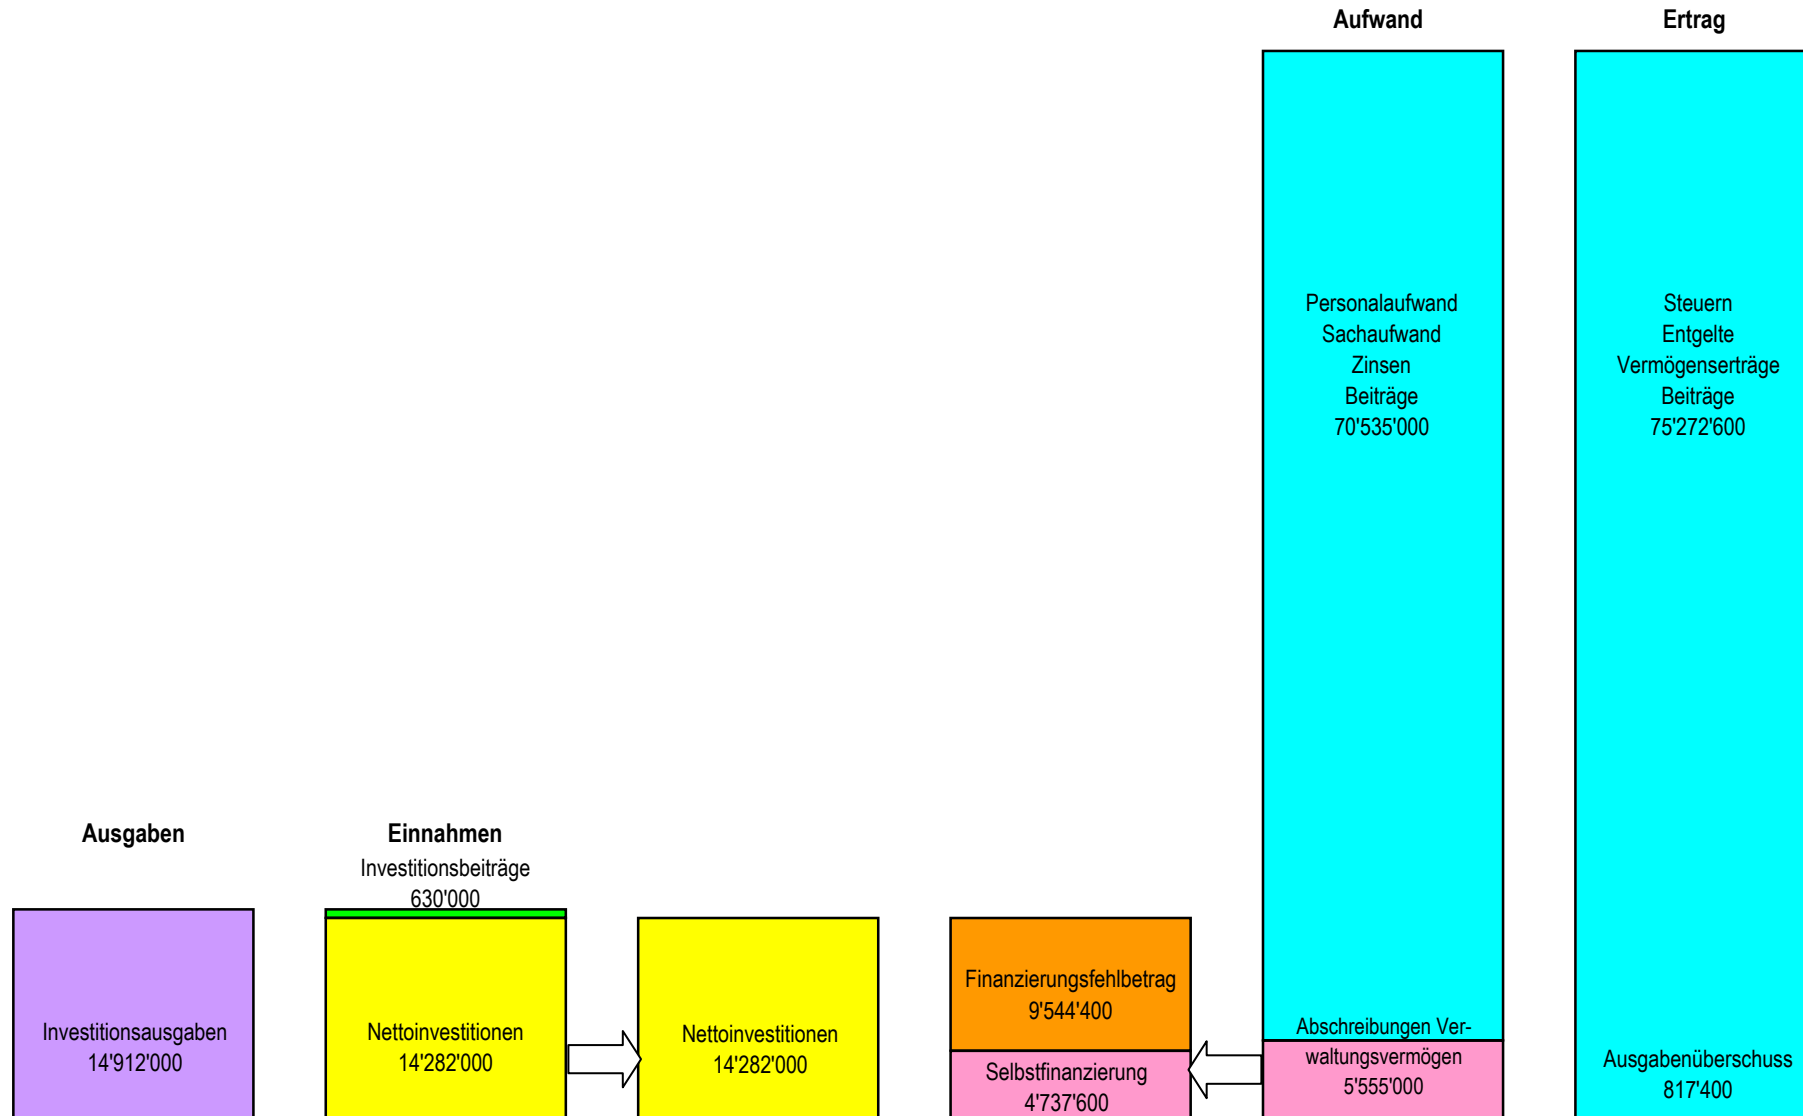 Aufwand
Ertrag
Personalaufwand
Sachaufwand
Zinsen
Beiträge
70'535'000
Steuern
Entgelte
Vermögenserträge
Beiträge
75'272'600
Ausgaben
Einnahmen
Investitionsbeiträge
630'000
Investitionsausgaben
14'912'000
Nettoinvestitionen
14'282'000
Nettoinvestitionen
14'282'000
Finanzierungsfehlbetrag
9'544'400
Selbstfinanzierung
4'737'600
Abschreibungen Ver-
waltungsvermögen
5'555'000
Ausgabenüberschuss
817'400